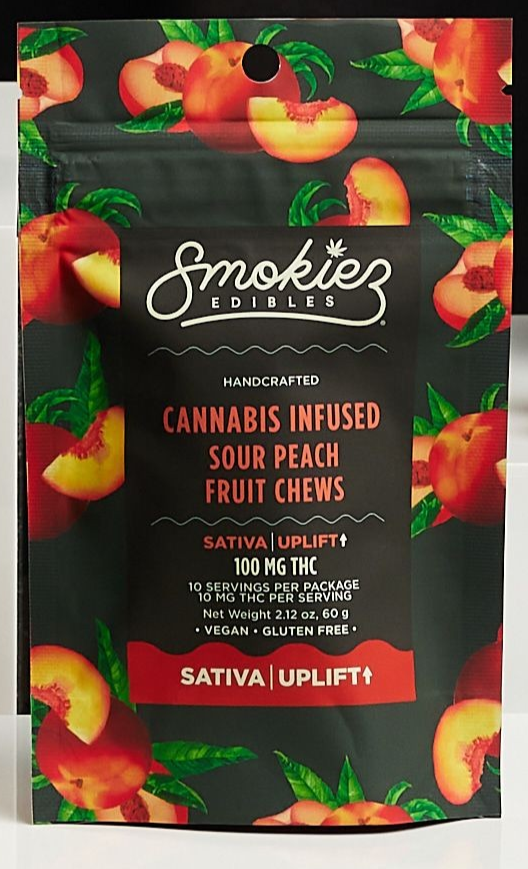 Smokiez
EDIBLES
HANDCRAFTED
CANNABIS INFUSED
SOUR PEACH
FRUIT CHEWS
SATIVA|UPLIFT↑
100 MG THC
10 SERVINGS PER PACKAGE
10 MG THC PER SERVING
Net Weight 2.12 oz, 60 g
• VEGAN • GLUTEN FREE •
SATIVA|UPLIFT↑